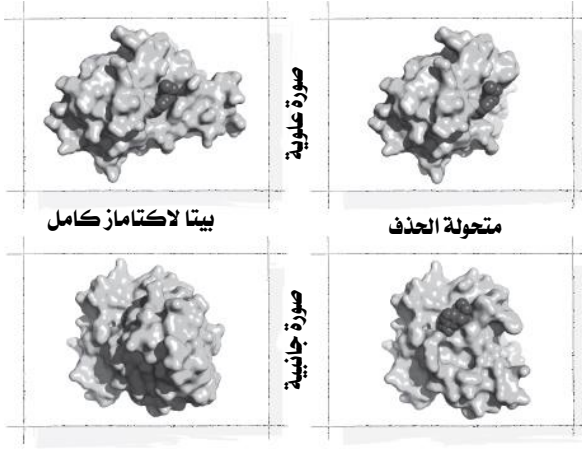 صورة علوية
بيتا لاكتاماز كامل
متحولة الحذف
صورة جانبية